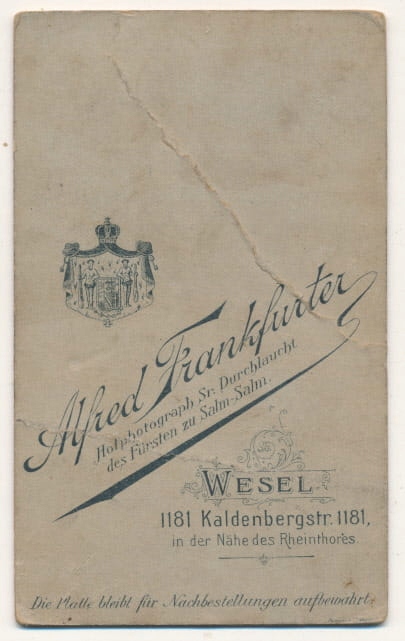 Alfred Frankfurter
Hofphotograph Sr. Durchlaucht
des Fürsten zu Salm-Salm.
WESEL
1181 Kaldenbergstr. 1181,
in der Nähe des Rheinthores.
Die Platte bleibt für Nachbestellungen aufbewahrt.